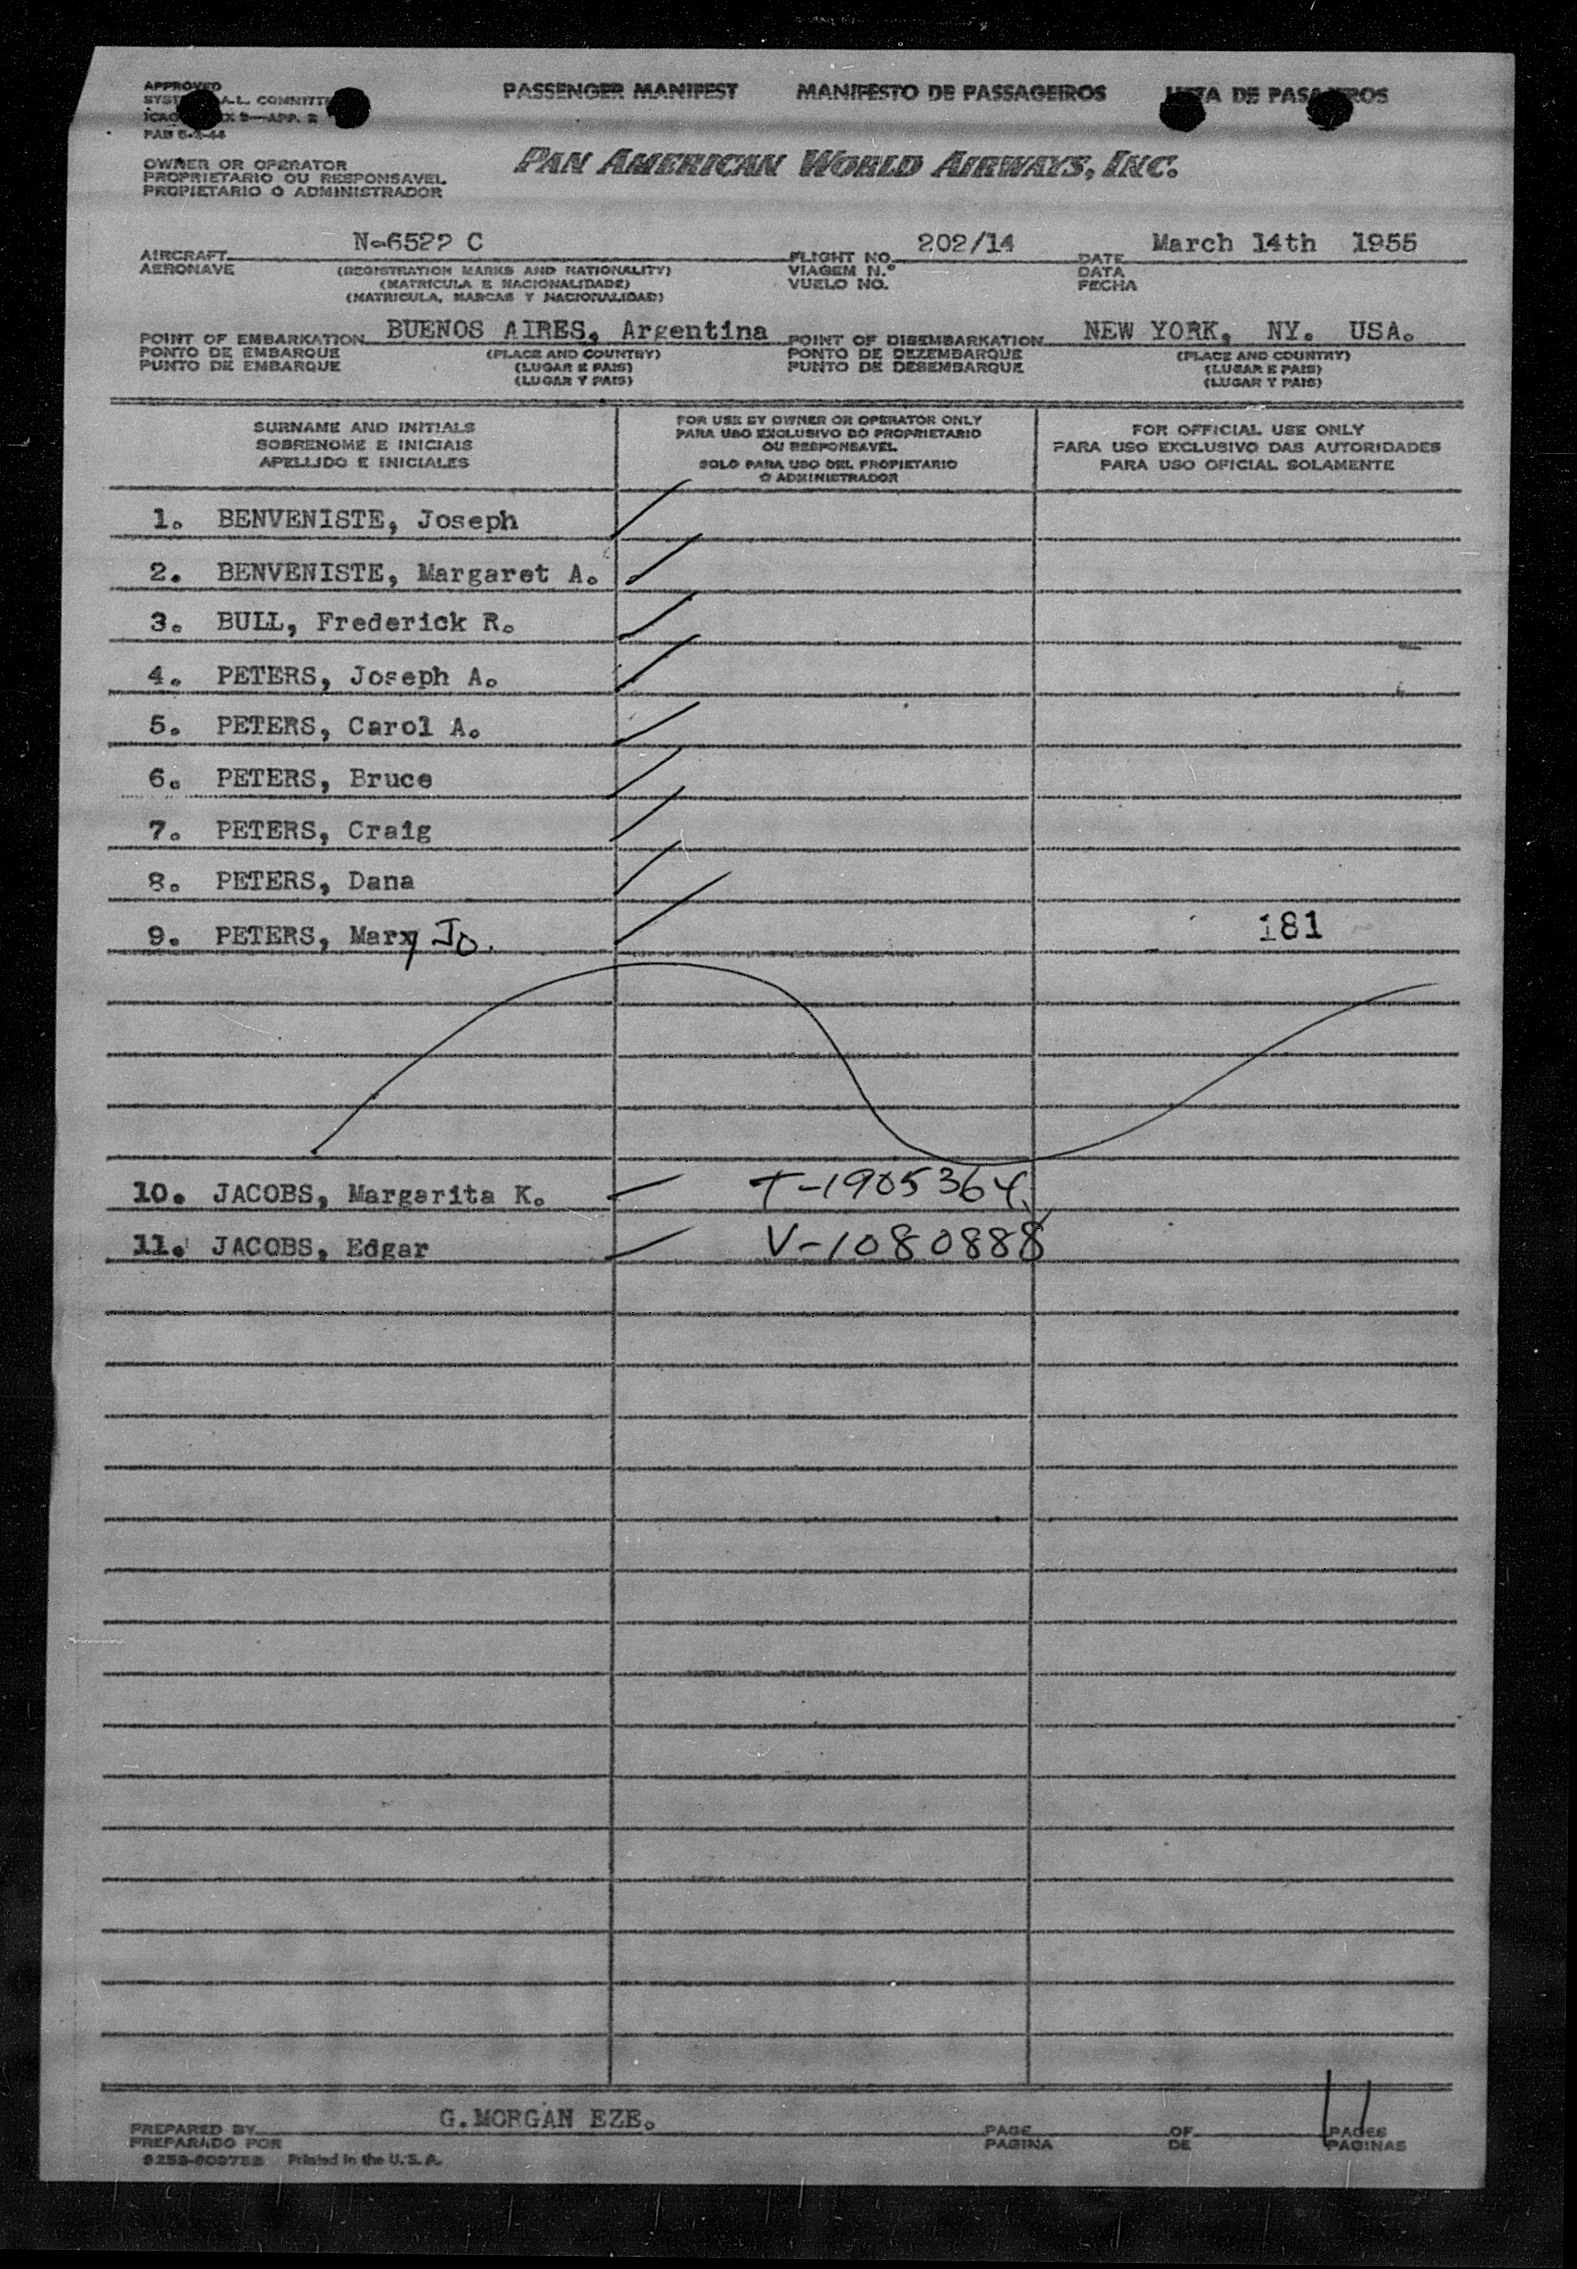 APPROVED
PASSENGER MANIFEST MANIFESTO DE PASSAGEIROS LISTA DE PASAJEROS
A.L. COMMITT
ICAO X 9—APP. 2
OWNER OR OPERATOR
PROPRIETARIO OU RESPONSAVEL
PROPIETARIO O ADMINISTRADOR
PAN AMERICAN WORLD AIRWAYS, INC.
AIRCRAFT N-6522 C FLIGHT NO. 202/14 DATE March 14th 1955
AERONAVE (REGISTRATION MARKS AND NATIONALITY) VIAGEM N.º DATA
(MATRICULA E NACIONALIDADE) VUELO NO. FECHA
(MATRICULA, MARCAS Y NACIONALIDAD)
POINT OF EMBARKATION BUENOS AIRES, Argentina POINT OF DISEMBARKATION NEW YORK, NY. USA.
PONTO DE EMBARQUE (PLACE AND COUNTRY) PONTO DE DEZEMBARQUE (PLACE AND COUNTRY)
PUNTO DE EMBARQUE (LUGAR E PAIS) PUNTO DE DESEMBARQUE (LUGAR E PAIS)
(LUGAR Y PAIS) (LUGAR Y PAIS)
SURNAME AND INITIALS
SOBRENOME E INICIAIS
APELLIDO E INICIALES
FOR USE BY OWNER OR OPERATOR ONLY
PARA USO EXCLUSIVO DO PROPRIETARIO
OU RESPONSAVEL
SOLO PARA USO DEL PROPIETARIO
O ADMINISTRADOR
FOR OFFICIAL USE ONLY
PARA USO EXCLUSIVO DAS AUTORIDADES
PARA USO OFICIAL SOLAMENTE
1. BENVENISTE, Joseph
2. BENVENISTE, Margaret A.
3. BULL, Frederick R.
4. PETERS, Joseph A.
5. PETERS, Carol A.
6. PETERS, Bruce
7. PETERS, Craig
8. PETERS, Dana
9. PETERS, Mary Jo. 181
10. JACOBS, Margarita K. T-1905364
11. JACOBS, Edgar V-1080888
PREPARED BY G.MORGAN EZE. PAGE OF PAGES
PREPARADO POR PAGINA DE PAGINAS
Printed in the U.S.A.